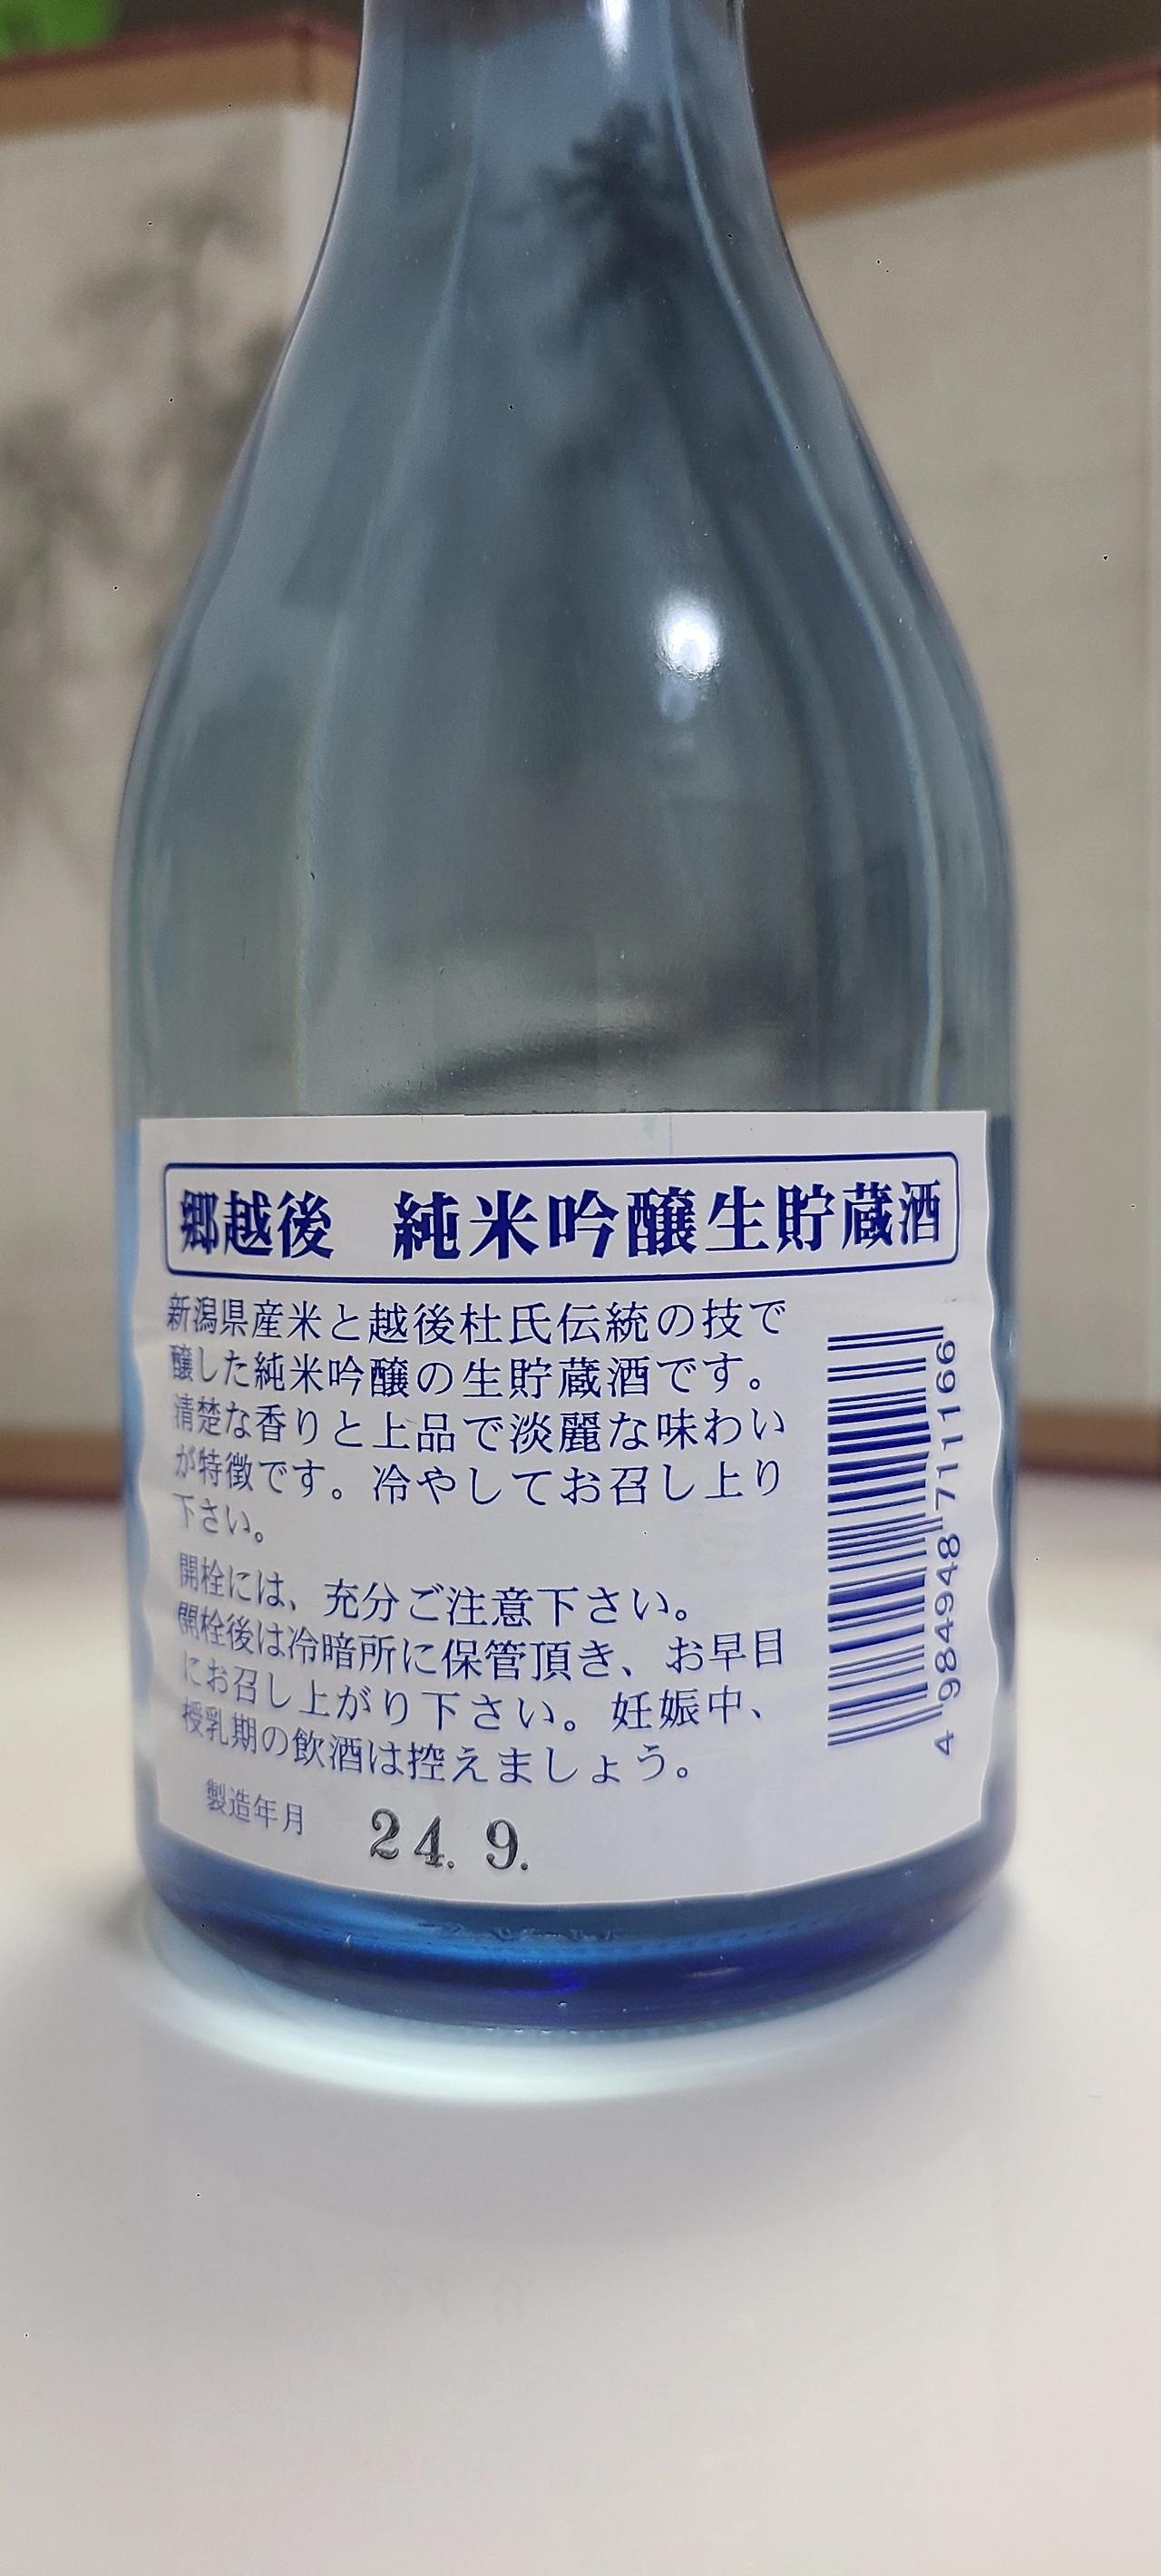 郷越後 純米吟醸生貯蔵酒
新潟県産米と越後杜氏伝統の技で
醸した純米吟醸の生貯蔵酒です。
清楚な香りと上品で淡麗な味わい
が特徴です。冷やしてお召し上り
下さい。
開栓には、充分ご注意下さい。
開栓後は冷暗所に保管頂き、お早目
にお召し上がり下さい。妊娠中、
授乳期の飲酒は控えましょう。
製造年月 24. 9.
4 984948 711166